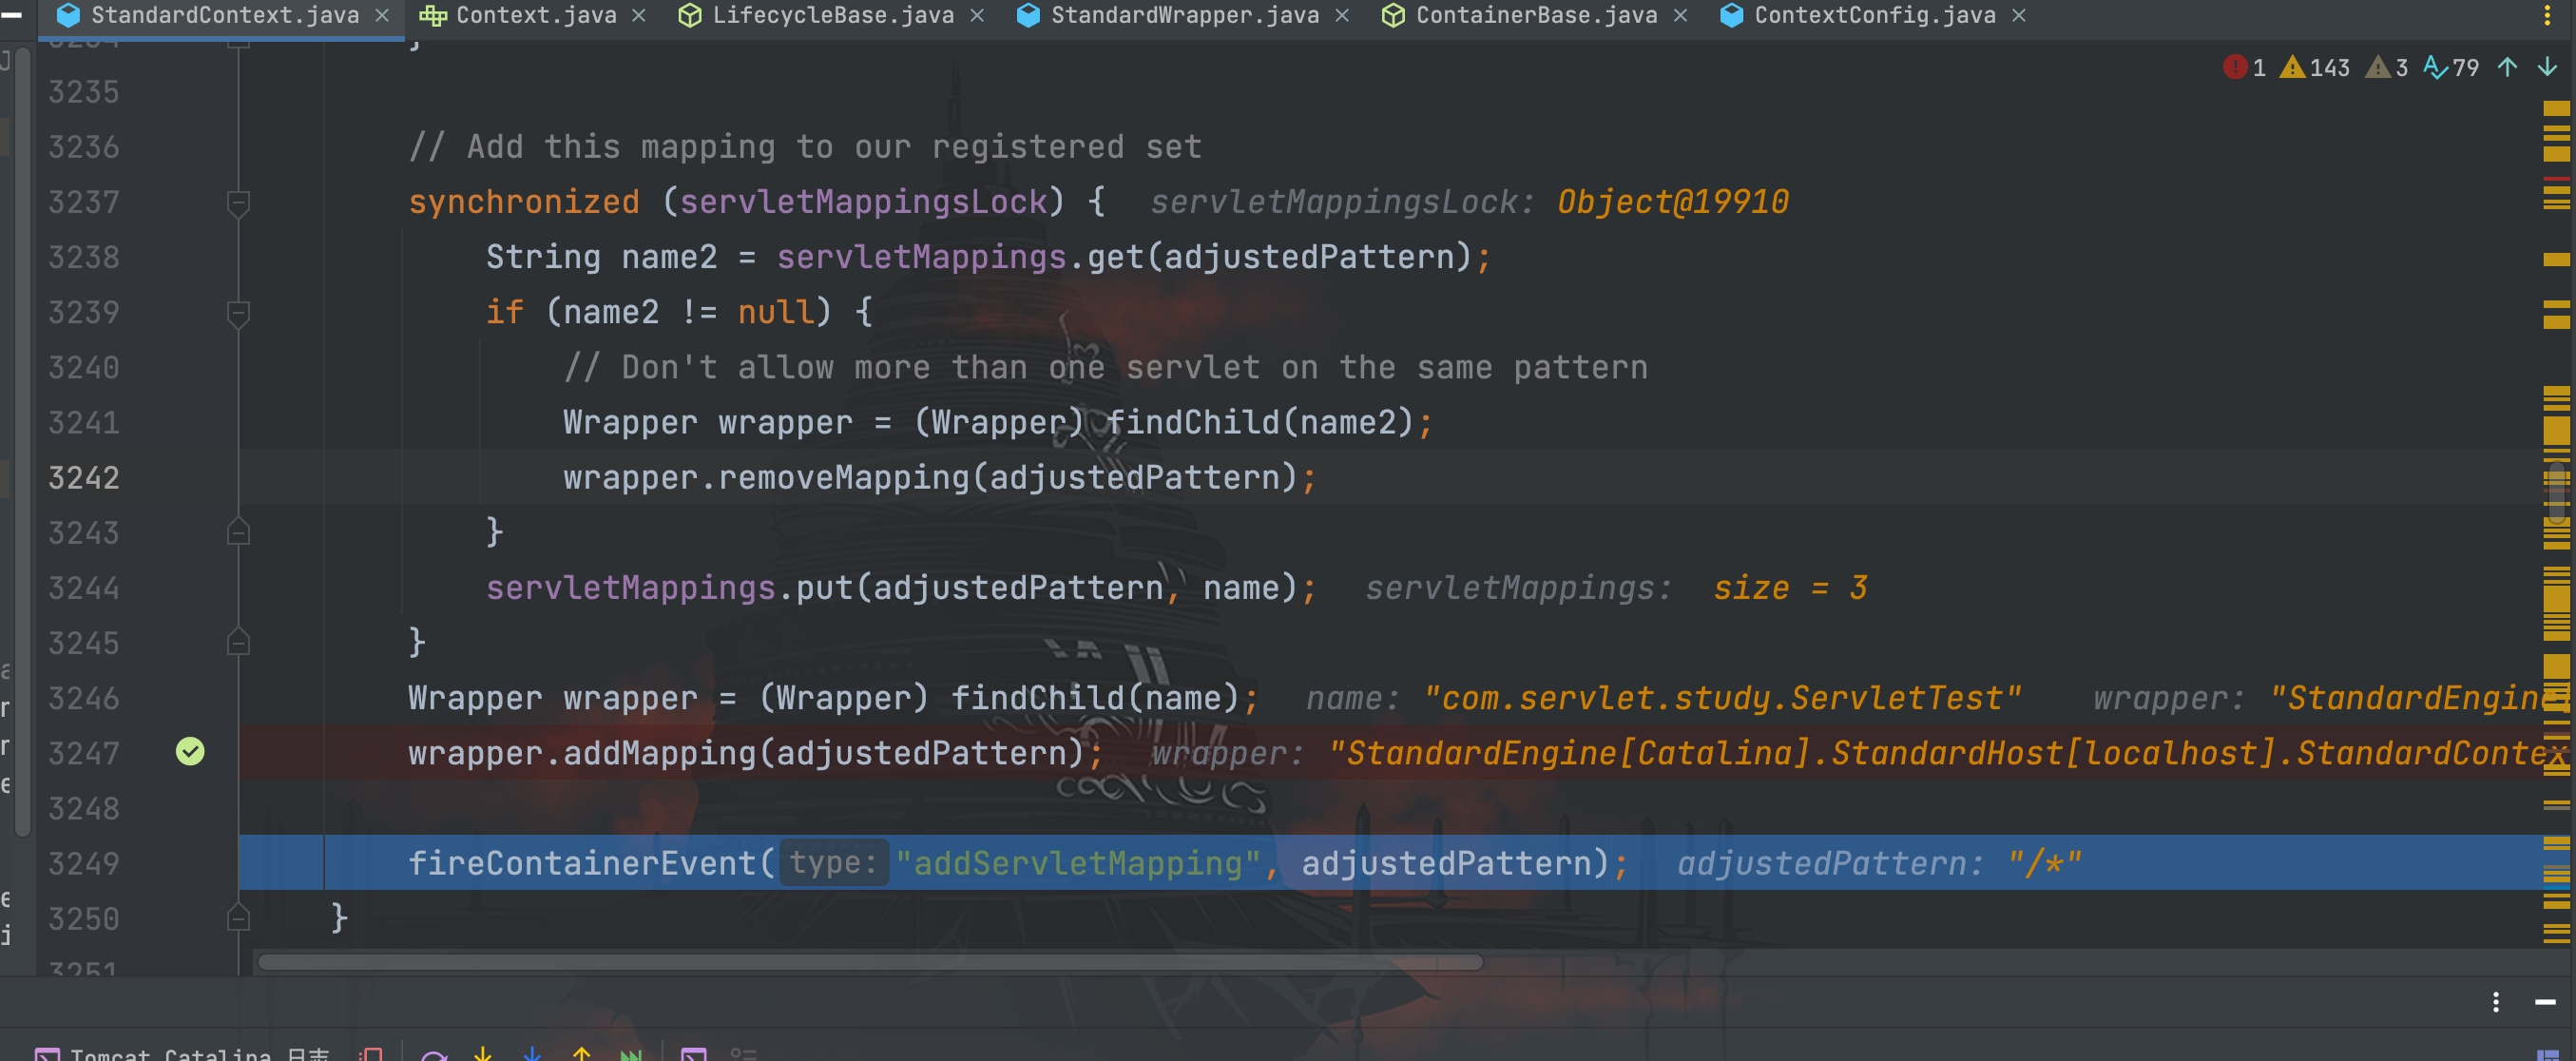 StandardContext.java × Context.java × LifecycleBase.java × StandardWrapper.java × ContainerBase.java × ContextConfig.java ×
3234 }
3235 1 143 3 79
3236 // Add this mapping to our registered set
3237 synchronized (servletMappingsLock) { servletMappingsLock: Object@19910
3238 String name2 = servletMappings.get(adjustedPattern);
3239 if (name2 != null) {
3240 // Don't allow more than one servlet on the same pattern
3241 Wrapper wrapper = (Wrapper) findChild(name2);
3242 wrapper.removeMapping(adjustedPattern);
3243 }
3244 servletMappings.put(adjustedPattern, name); servletMappings: size = 3
3245 }
3246 Wrapper wrapper = (Wrapper) findChild(name); name: "com.servlet.study.ServletTest" wrapper: "StandardEngine[
3247 wrapper.addMapping(adjustedPattern); wrapper: "StandardEngine[Catalina].StandardHost[localhost].StandardContex
3248
3249 fireContainerEvent( type: "addServletMapping", adjustedPattern); adjustedPattern: "/*"
3250 }
3251
Tomcat Catalina 日志